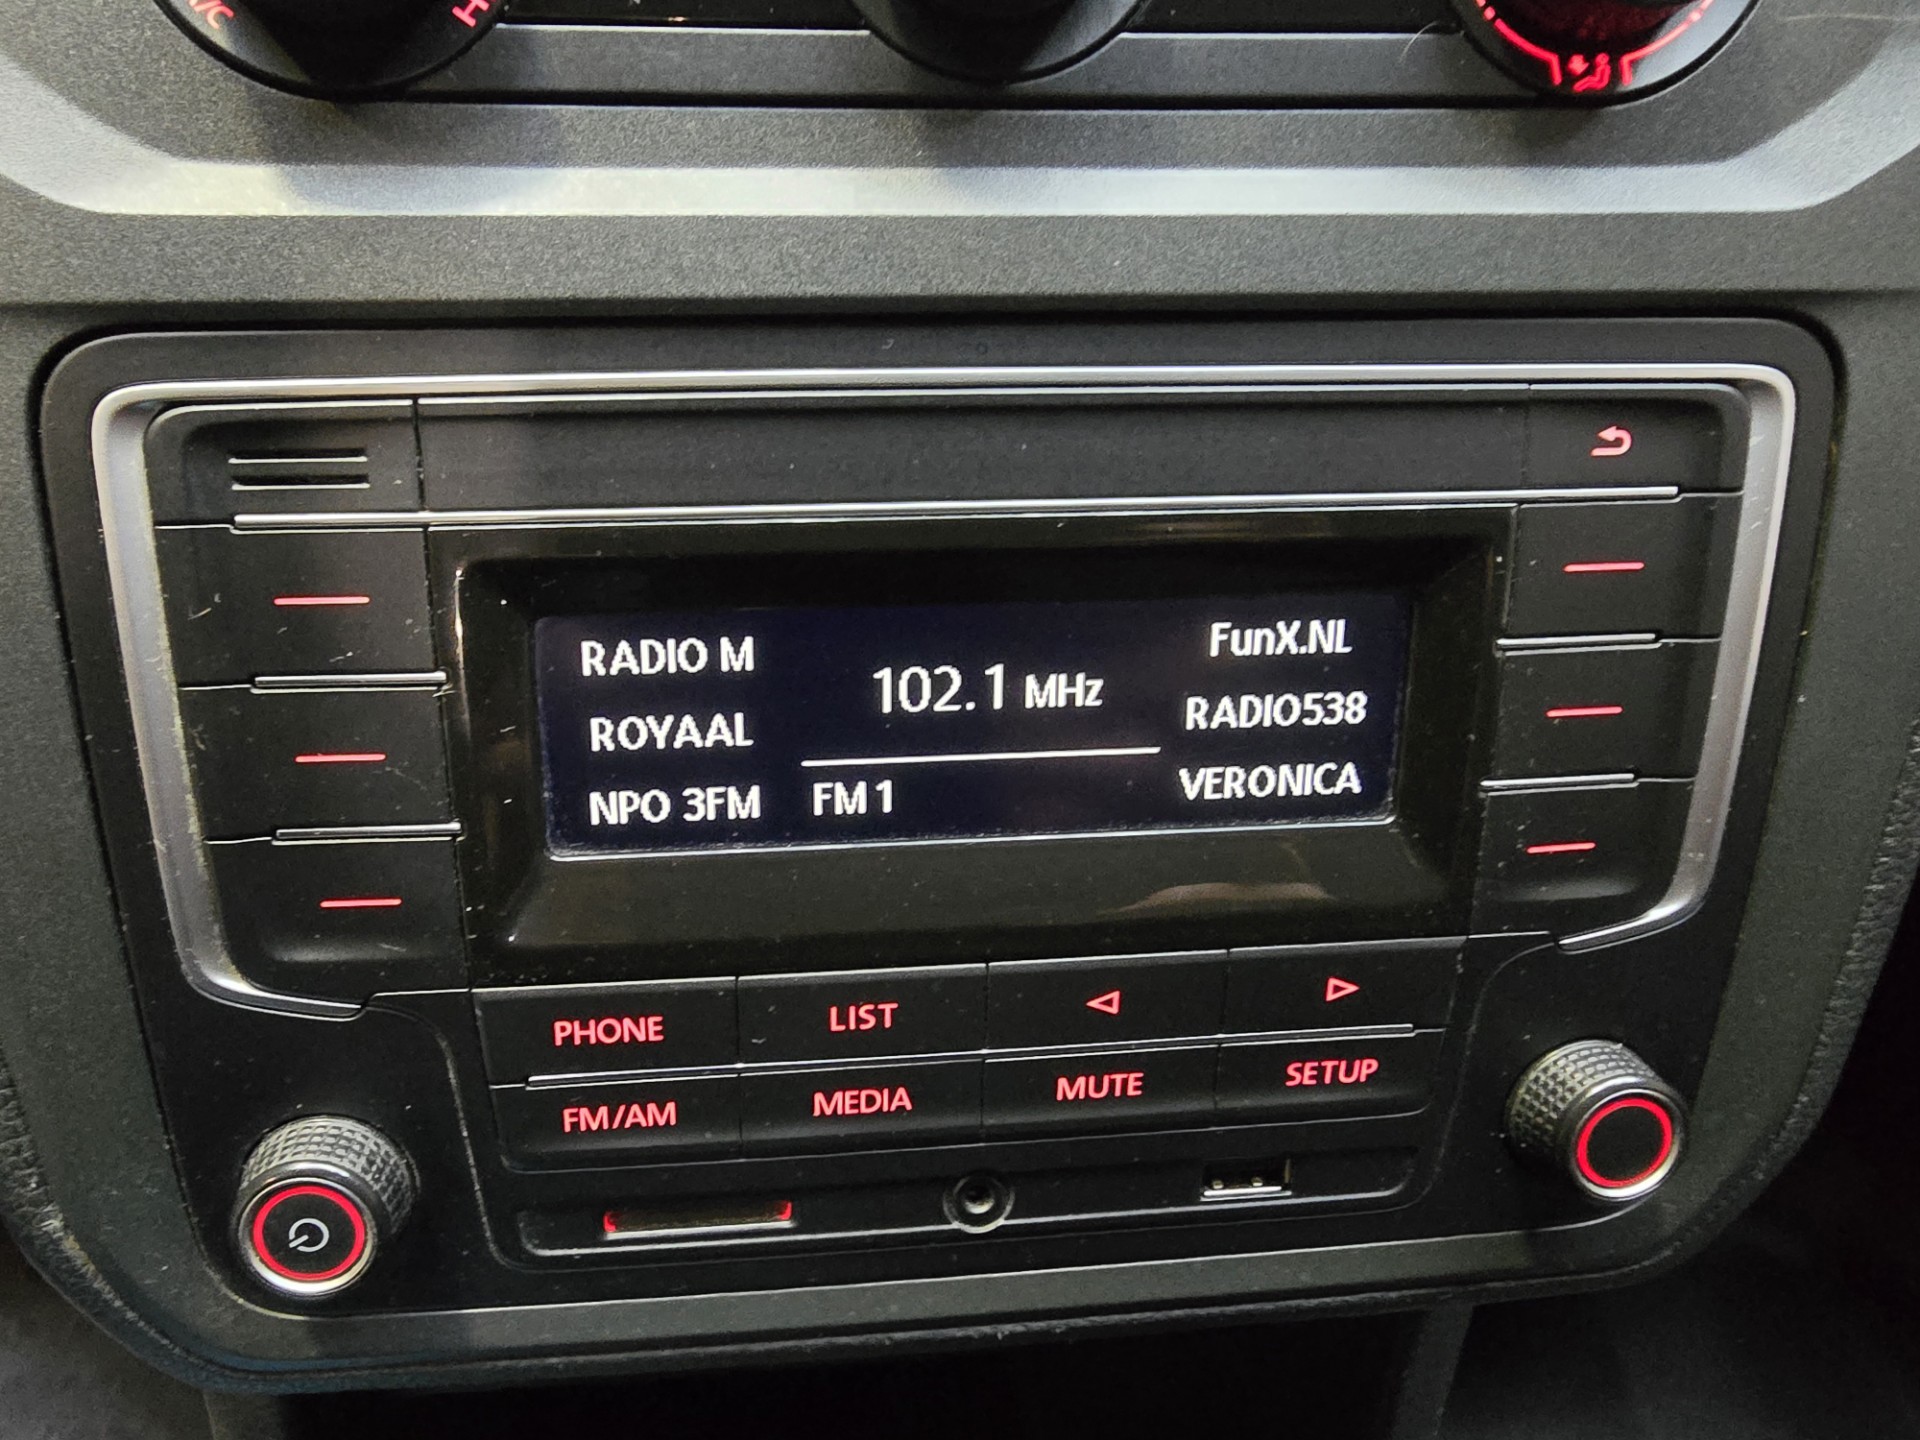 A/C
H
RADIO M
102.1 MHz
FunX.NL
ROYAAL
RADIO538
NPO 3FM
FM 1
VERONICA
PHONE
LIST
FM/AM
MEDIA
MUTE
SETUP